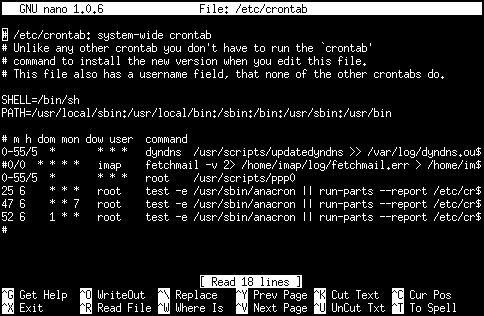 GNU nano 1.0.6 File: /etc/crontab
# /etc/crontab: system-wide crontab
# Unlike any other crontab you don't have to run the `crontab'
# command to install the new version when you edit this file.
# This file also has a username field, that none of the other crontabs do.
SHELL=/bin/sh
PATH=/usr/local/sbin:/usr/local/bin:/sbin:/bin:/usr/sbin:/usr/bin
# m h dom mon dow user command
0-55/5 * * * * dyndns /usr/scripts/updatedyndns >> /var/log/dyndns.ou$
#0/0 * * * * imap fetchmail -v 2> /home/imap/log/fetchmail.err > /home/im$
0-55/5 * * * * root /usr/scripts/ppp0
25 6 * * * root test -e /usr/sbin/anacron || run-parts --report /etc/cr$
47 6 * * 7 root test -e /usr/sbin/anacron || run-parts --report /etc/cr$
52 6 1 * * root test -e /usr/sbin/anacron || run-parts --report /etc/cr$
#
[ Read 18 lines ]
^G Get Help ^O WriteOut ^\ Replace ^Y Prev Page ^K Cut Text ^C Cur Pos
^X Exit ^R Read File ^W Where Is ^V Next Page ^U UnCut Txt ^T To Spell